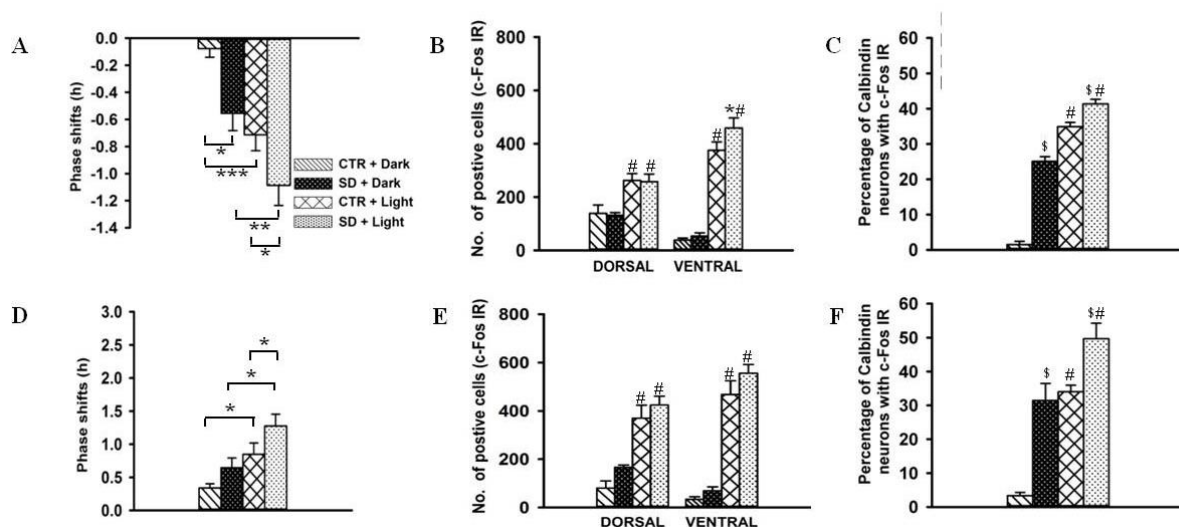 A
0.0
-0.2
-0.4
-0.6
-0.8
-1.0
-1.2
-1.4
Phase shifts (h)
*
***
**
*
CTR + Dark
SD + Dark
CTR + Light
SD + Light
B
800
600
400
200
0
No. of postive cells (c-Fos IR)
# #
# *#
DORSAL VENTRAL
C
60
50
40
30
20
10
0
Percentage of Calbindin
neurons with c-Fos IR
$ # $#
D
3.0
2.5
2.0
1.5
1.0
0.5
0.0
Phase shifts (h)
*
*
*
E
800
600
400
200
0
No. of postive cells (c-Fos IR)
# #
# #
DORSAL VENTRAL
F
60
50
40
30
20
10
0
Percentage of Calbindin
neurons with c-Fos IR
$ # $#